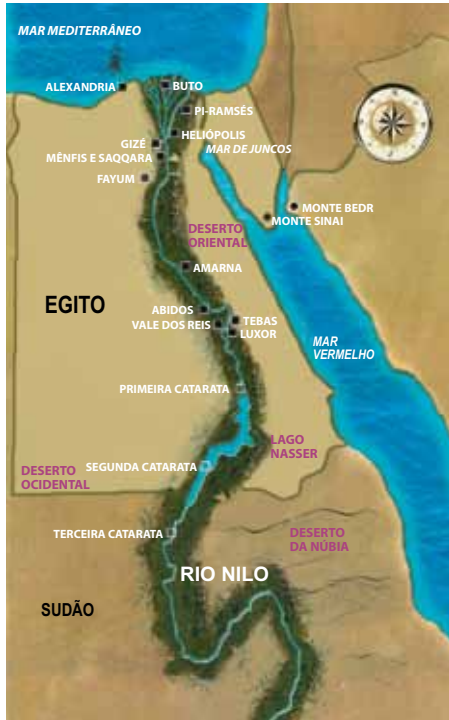 MAR MEDITERRÂNEO
ALEXANDRIA
BUTO
PI-RAMSÉS
HELIÓPOLIS
GIZÉ
MAR DE JUNCOS
MÊNFIS E SAQQARA
FAYUM
MONTE BEDR
MONTE SINAI
DESERTO
ORIENTAL
AMARNA
EGITO
ABIDOS
TEBAS
VALE DOS REIS
LUXOR
MAR
VERMELHO
PRIMEIRA CATARATA
LAGO
NASSER
SEGUNDA CATARATA
DESERTO
OCIDENTAL
TERCEIRA CATARATA
DESERTO
DA NÚBIA
RIO NILO
SUDÃO